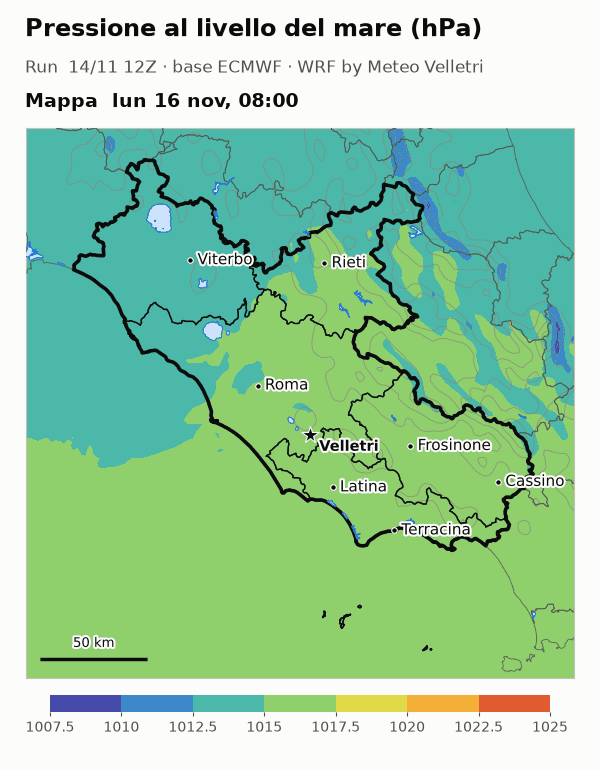 Pressione al livello del mare (hPa)
Run 14/11 12Z · base ECMWF · WRF by Meteo Velletri
Mappa lun 16 nov, 08:00
Viterbo
Rieti
Roma
Velletri
Frosinone
Cassino
Latina
Terracina
50 km
1007.5 1010 1012.5 1015 1017.5 1020 1022.5 1025